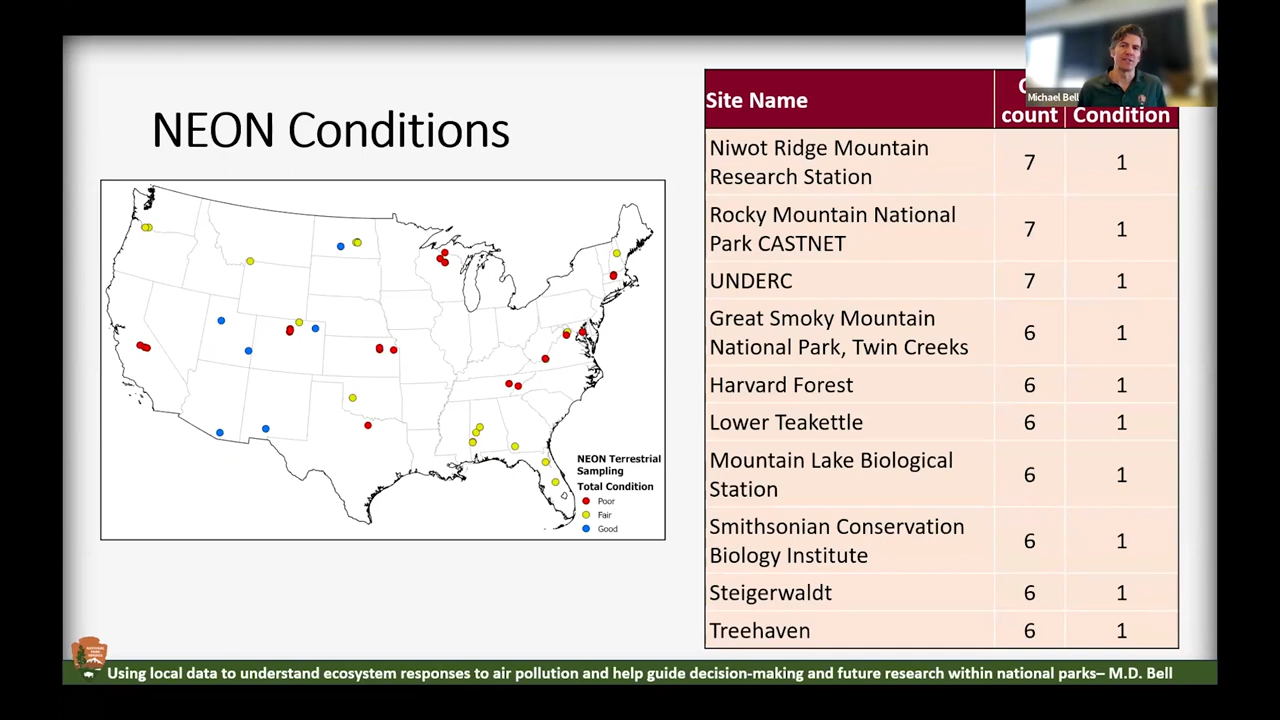 Michael Bell
NEON Conditions
NEON Terrestrial
Sampling
Total Condition
Poor
Fair
Good
Site Name
count
Condition
Niwot Ridge Mountain
Research Station
7
1
Rocky Mountain National
Park CASTNET
7
1
UNDERC
7
1
Great Smoky Mountain
National Park, Twin Creeks
6
1
Harvard Forest
6
1
Lower Teakettle
6
1
Mountain Lake Biological
Station
6
1
Smithsonian Conservation
Biology Institute
6
1
Steigerwaldt
6
1
Treehaven
6
1
NATIONAL
PARK
SERVICE
Using local data to understand ecosystem responses to air pollution and help guide decision-making and future research within national parks– M.D. Bell